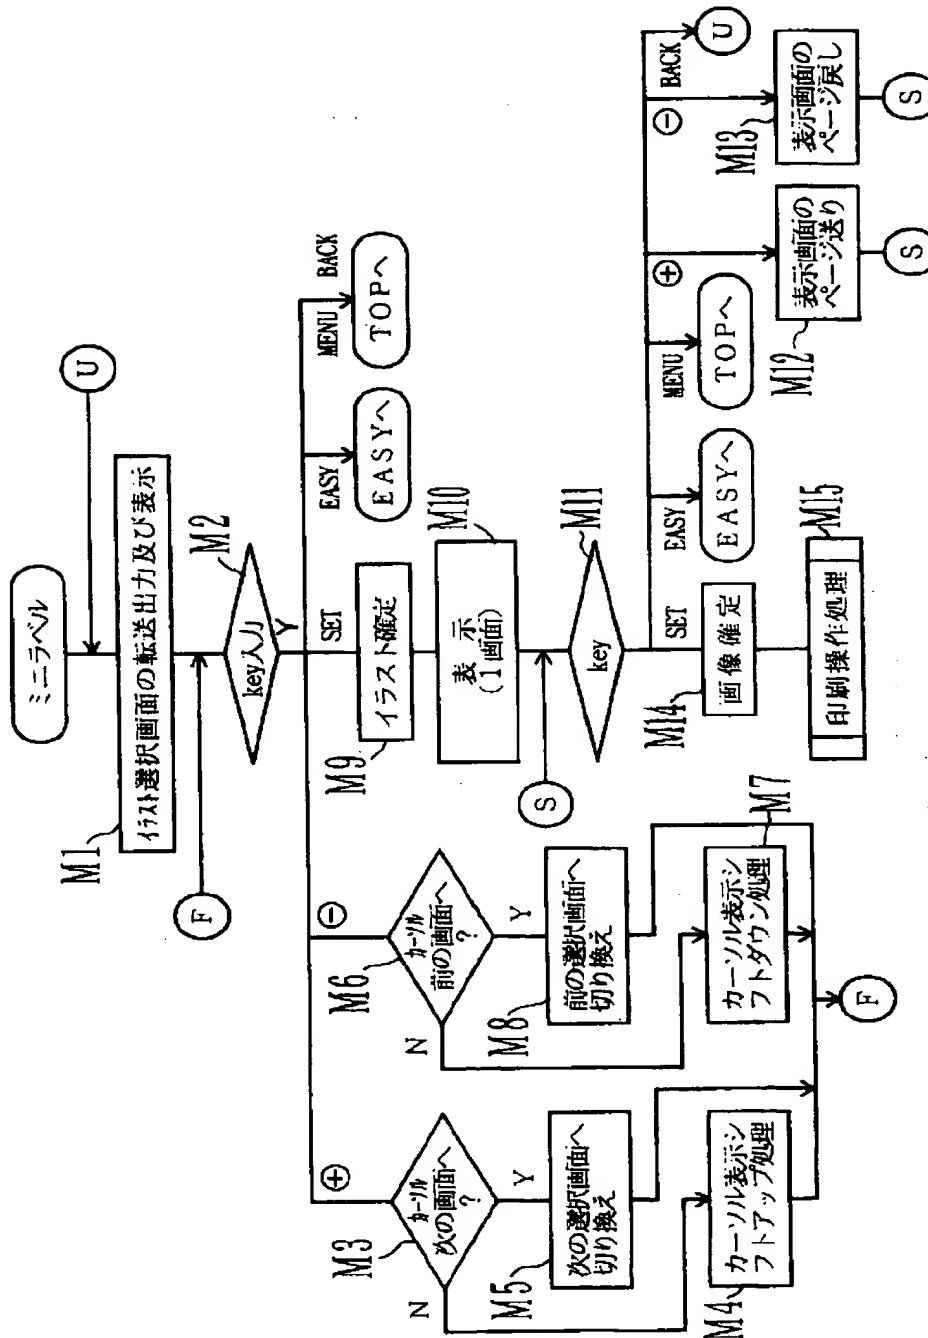 ミニラベル
U
M1
イラスト選択画面の転送出力及び表示
F
M2
key入力
Y
⊕
⊖
SET
EASY
MENU
BACK
M3
カーソル
次の画面へ
?
N
Y
M5
次の選択画面へ
切り換え
M4
カーソル表示シ
フトアップ処理
M6
カーソル
前の画面へ
?
N
Y
M8
前の選択画面へ
切り換え
M7
カーソル表示シ
フトダウン処理
F
M9
イラスト確定
EASYへ
TOPへ
M10
表 示
(1画面)
S
M11
key
SET
EASY
MENU
⊕
⊖
BACK
M14
画像確定
EASYへ
TOPへ
U
M15
印刷操作処理
M12
表示画面の
ページ送り
S
M13
表示画面の
ページ戻し
S